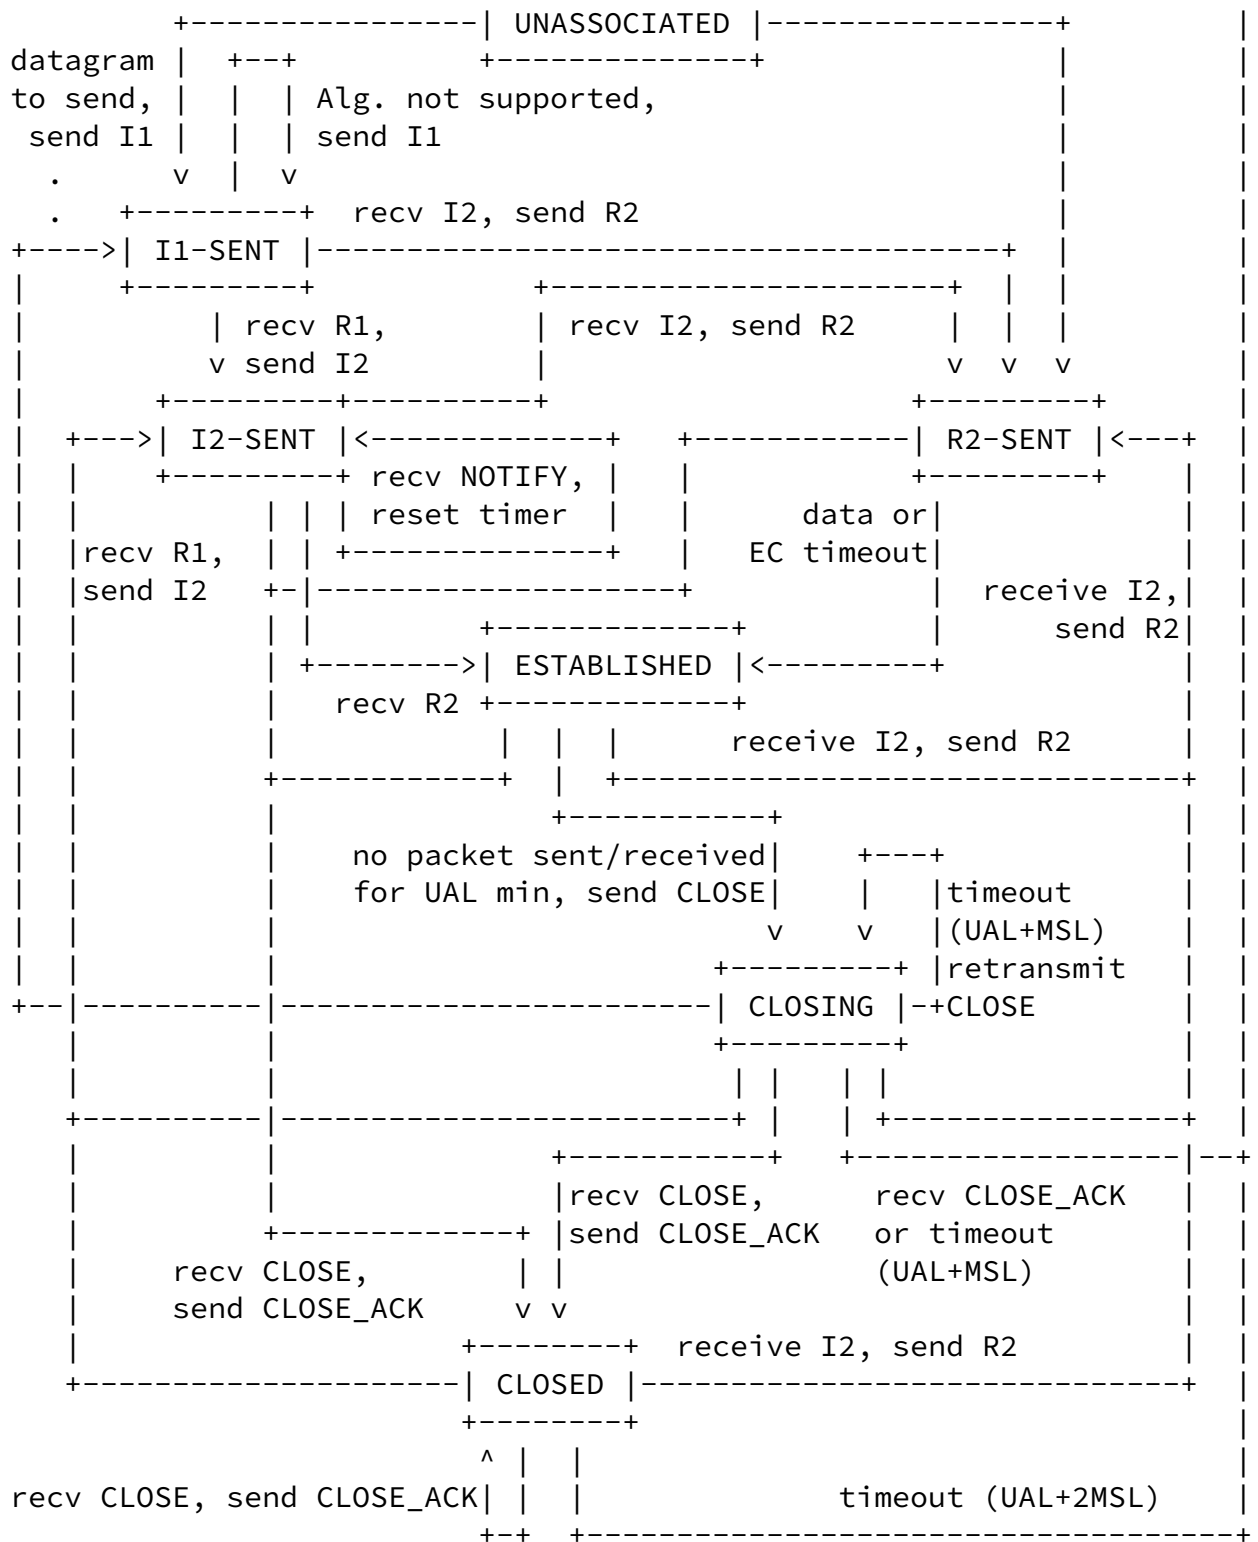 UNASSOCIATED
datagram
to send, Alg. not supported,
send I1 send I1
.
. recv I2, send R2
I1-SENT
recv R1, recv I2, send R2
send I2
I2-SENT R2-SENT
recv NOTIFY,
reset timer data or
recv R1, EC timeout
send I2 receive I2,
send R2
ESTABLISHED
recv R2
receive I2, send R2
no packet sent/received
for UAL min, send CLOSE timeout
(UAL+MSL)
retransmit
CLOSING CLOSE
recv CLOSE, recv CLOSE_ACK
send CLOSE_ACK or timeout
recv CLOSE, (UAL+MSL)
send CLOSE_ACK
receive I2, send R2
CLOSED
recv CLOSE, send CLOSE_ACK timeout (UAL+2MSL)